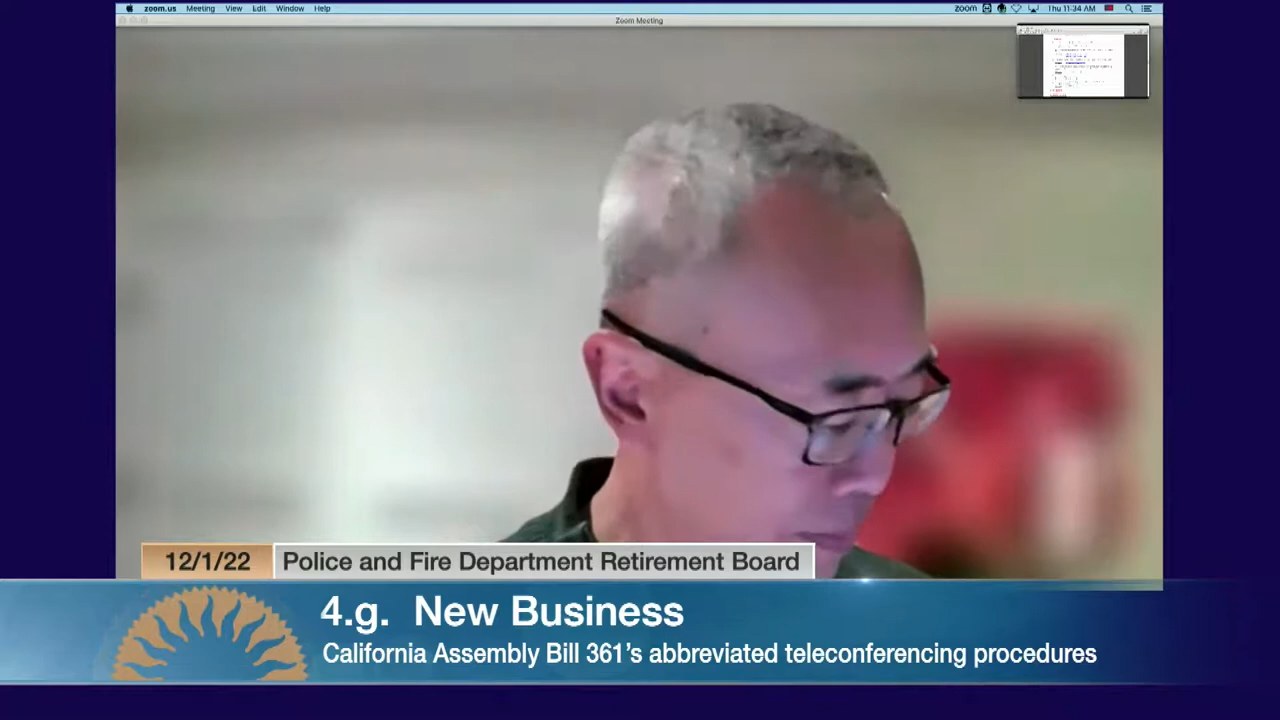 zoom.us Meeting View Edit Window Help
zoom Thu 11:34 AM
Zoom Meeting
12/1/22 Police and Fire Department Retirement Board
4.g. New Business
California Assembly Bill 361's abbreviated teleconferencing procedures